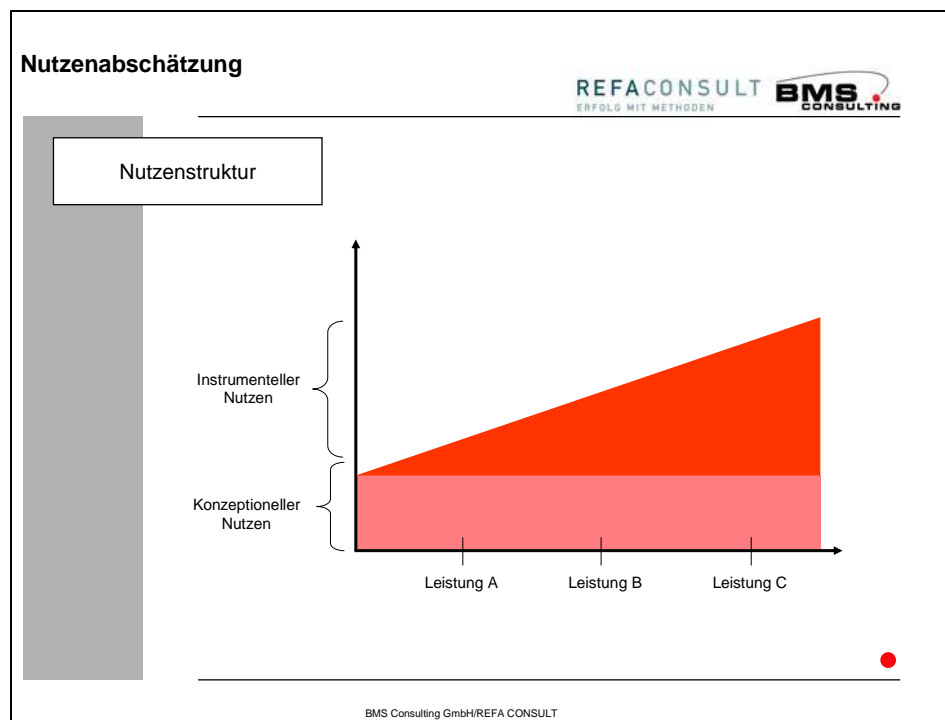 Nutzenabschätzung
REFACONSULT
ERFOLG MIT METHODEN
BMS
CONSULTING
Nutzenstruktur
Instrumenteller
Nutzen
Konzeptioneller
Nutzen
Leistung A
Leistung B
Leistung C
BMS Consulting GmbH/REFA CONSULT